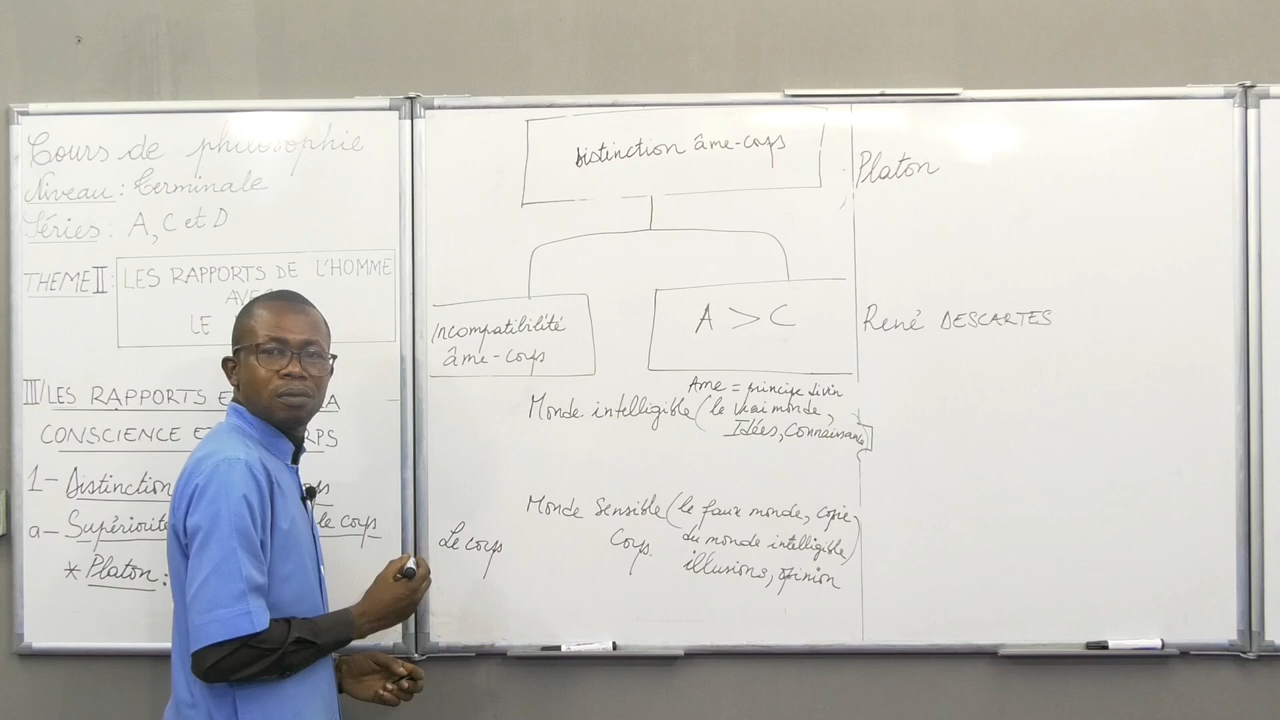 Cours de philosophie
Niveau : Terminale
Séries : A, C et D
THEME II : LES RAPPORTS DE L'HOMME
AVEC
LE
III/ LES RAPPORTS
CONSCIENCE ET
1- Distinction
a- Supériorité le corps
* Platon :
Distinction âme-corps
Incompatibilité
âme-corps
A > C
Ame = principe divin
Monde intelligible (le vrai monde,
Idées, Connaissance)
Monde Sensible (le faux monde, copie
Corps du monde intelligible)
illusions, opinion
Le corps
Platon
René DESCARTES